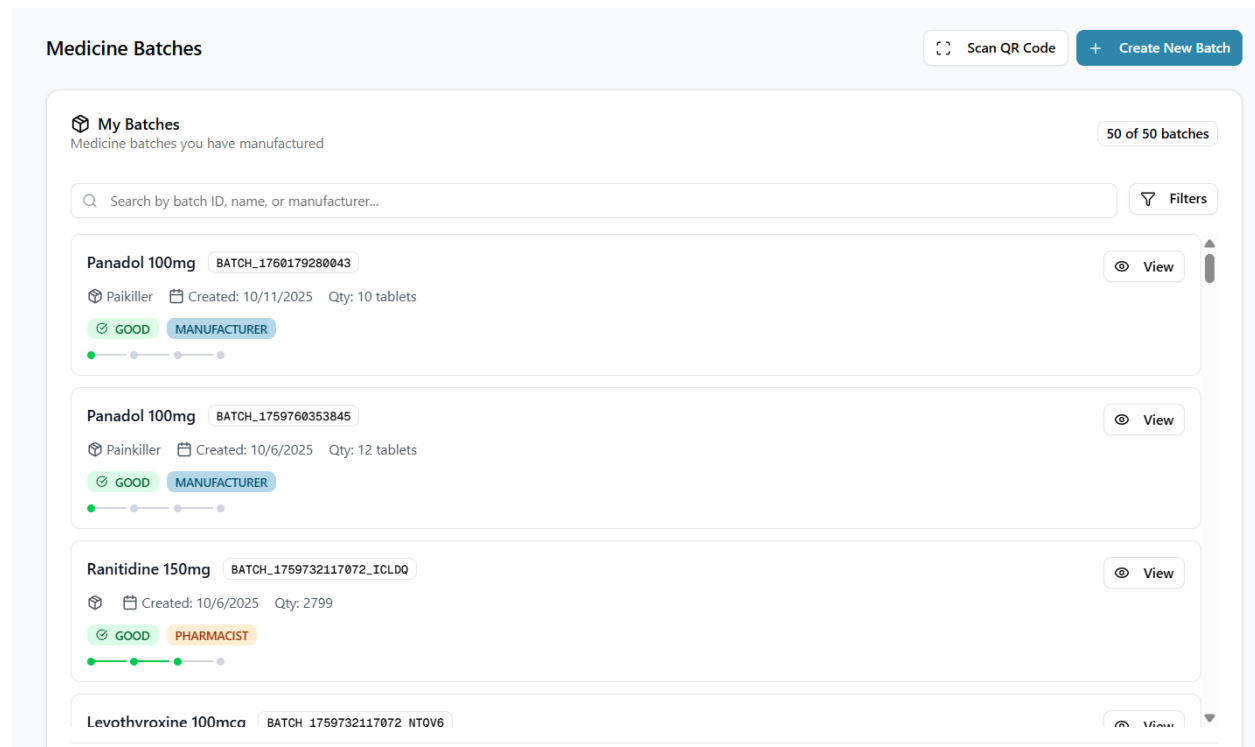 Medicine Batches
Scan QR Code
Create New Batch
My Batches
Medicine batches you have manufactured
50 of 50 batches
Search by batch ID, name, or manufacturer...
Filters
Panadol 100mg BATCH_1760179280043
View
Paikiller Created: 10/11/2025 Qty: 10 tablets
GOOD MANUFACTURER
Panadol 100mg BATCH_1759760353845
View
Painkiller Created: 10/6/2025 Qty: 12 tablets
GOOD MANUFACTURER
Ranitidine 150mg BATCH_1759732117072_ICLDQ
View
Created: 10/6/2025 Qty: 2799
GOOD PHARMACIST
Levothyroxine 100mcg BATCH_1759732117072_NTQV6
View